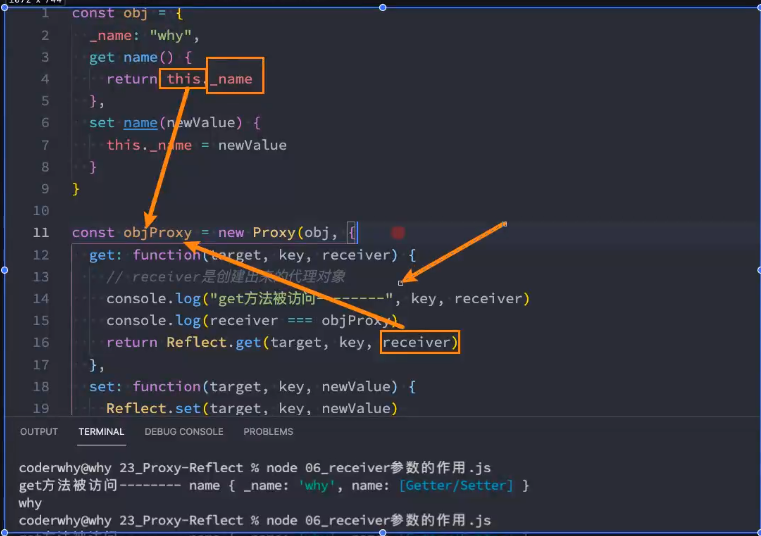 1 const obj = {
2 _name: "why",
3 get name() {
4 return this._name
5 },
6 set name(newValue) {
7 this._name = newValue
8 }
9 }
10
11 const objProxy = new Proxy(obj, {
12 get: function(target, key, receiver) {
13 // receiver是创建出来的代理对象
14 console.log("get方法被访问--------", key, receiver)
15 console.log(receiver === objProxy)
16 return Reflect.get(target, key, receiver)
17 },
18 set: function(target, key, newValue) {
19 Reflect.set(target, key, newValue)
OUTPUT TERMINAL DEBUG CONSOLE PROBLEMS
coderwhy@why 23_Proxy-Reflect % node 06_receiver参数的作用.js
get方法被访问-------- name { _name: 'why', name: [Getter/Setter] }
why
coderwhy@why 23_Proxy-Reflect % node 06_receiver参数的作用.js